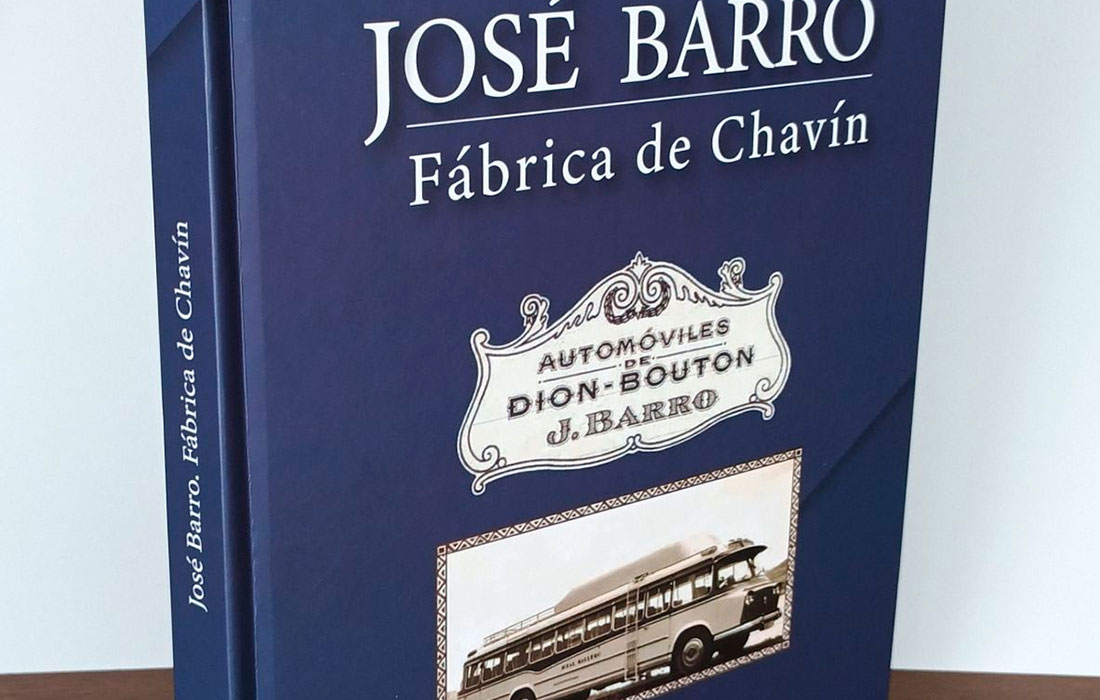 José Barro. Fábrica de Chavín
JOSÉ BARRO
Fábrica de Chavín
AUTOMÓVILES
DE
DION-BOUTON
J. BARRO